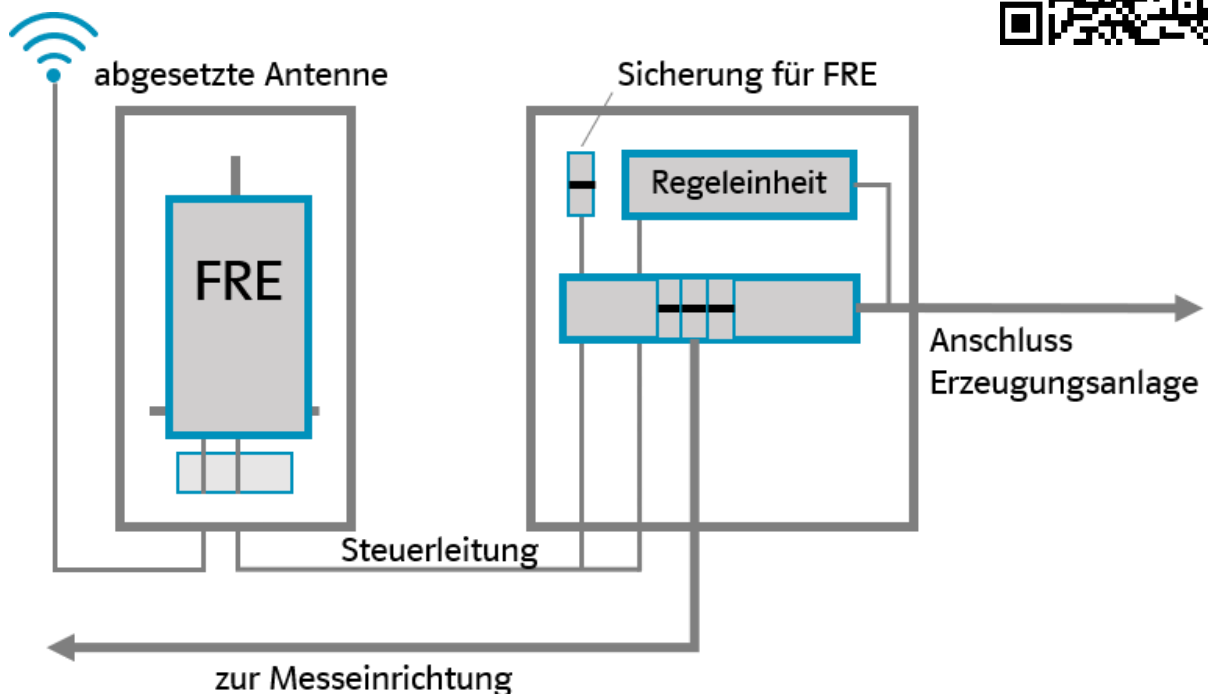 abgesetzte Antenne
Sicherung für FRE
FRE
Regeleinheit
Anschluss
Erzeugungsanlage
Steuerleitung
zur Messeinrichtung